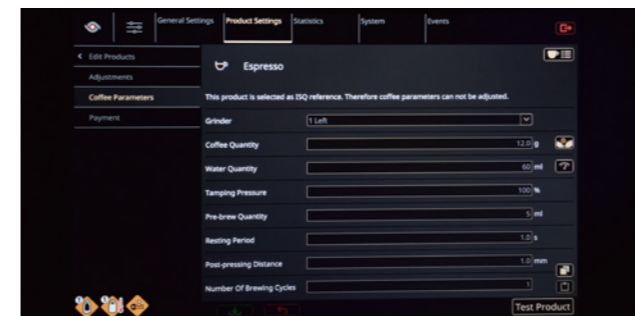 General Settings
Product Settings
Statistics
System
Events
Edit Products
Espresso
Adjustments
Coffee Parameters
This product is selected as ISQ reference. Therefore coffee parameters can not be adjusted.
Payment
Grinder
1 Left
Coffee Quantity
12.0 g
Water Quantity
60 ml
Tamping Pressure
100 %
Pre-brew Quantity
5 ml
Resting Period
1.0 s
Post-pressing Distance
1.0 mm
Number Of Brewing Cycles
1
Test Product